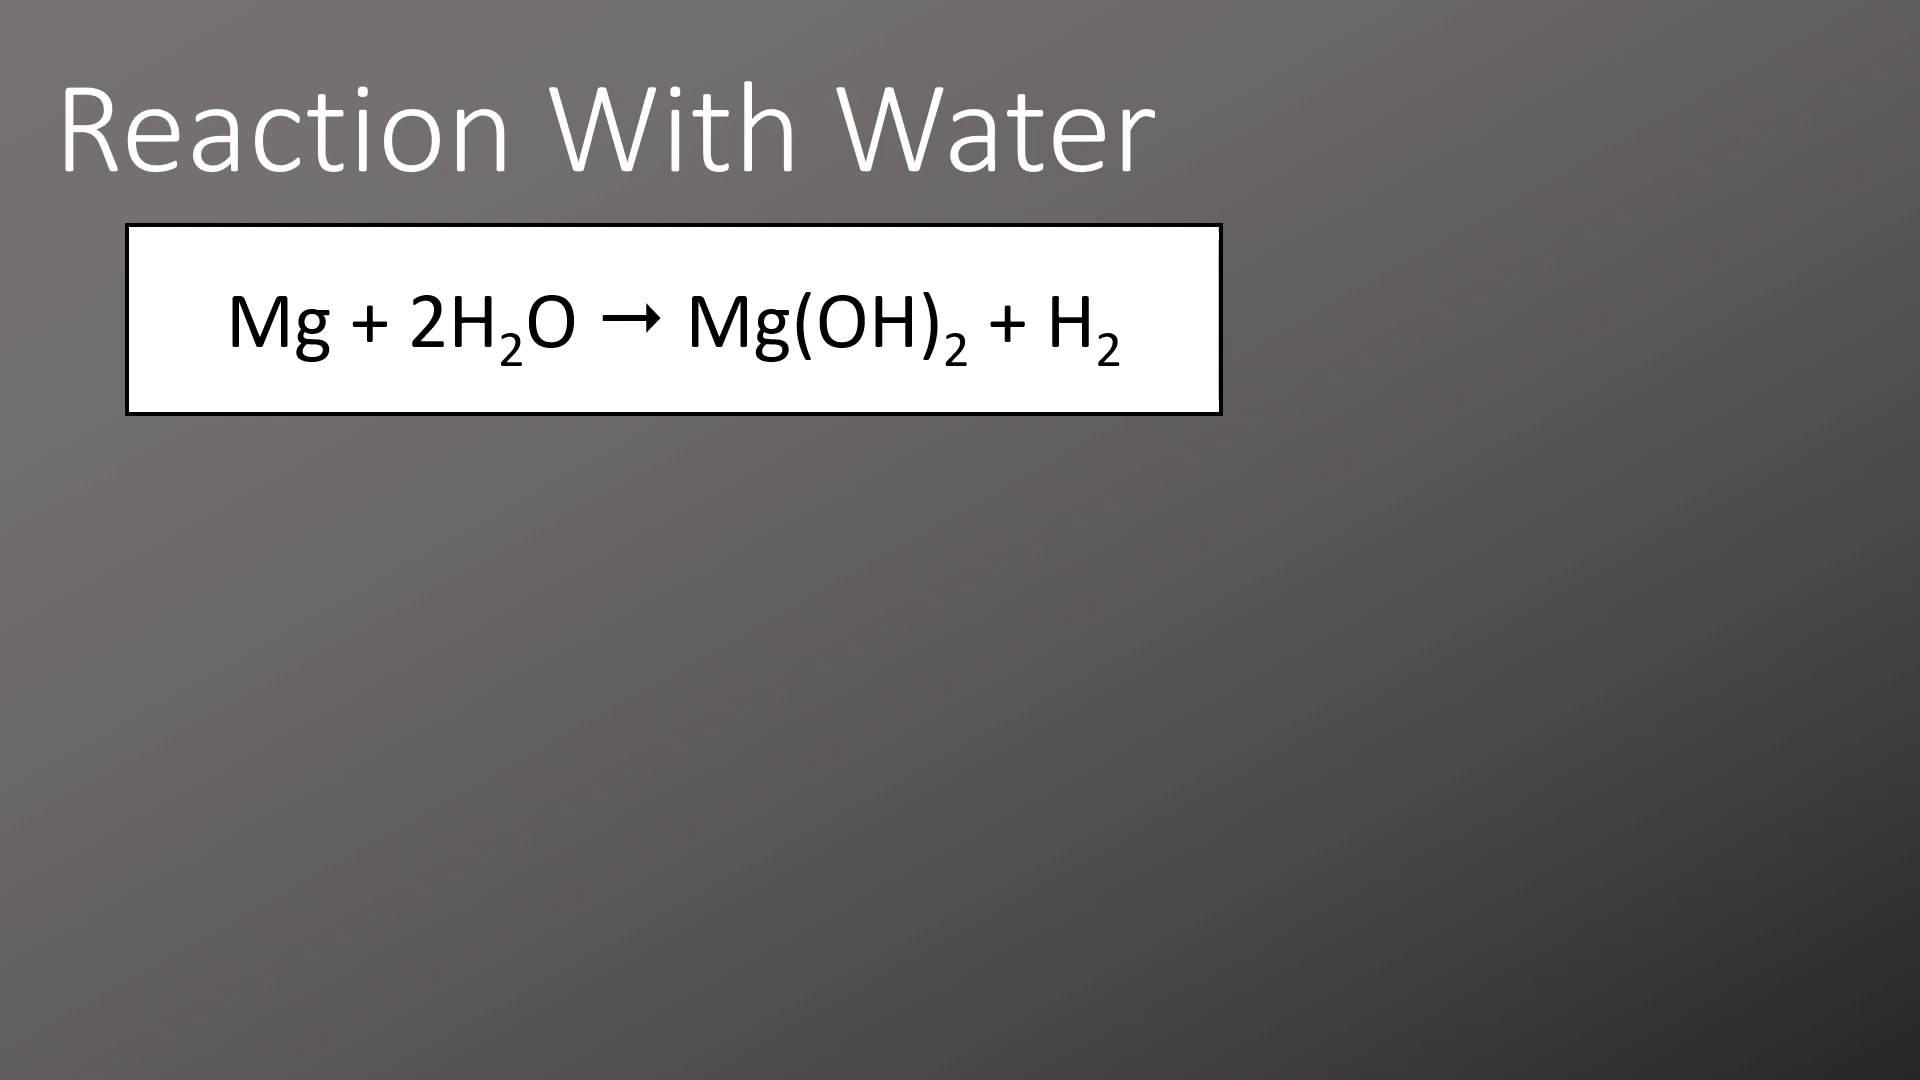 Reaction With Water
Mg + 2H₂O → Mg(OH)₂ + H₂